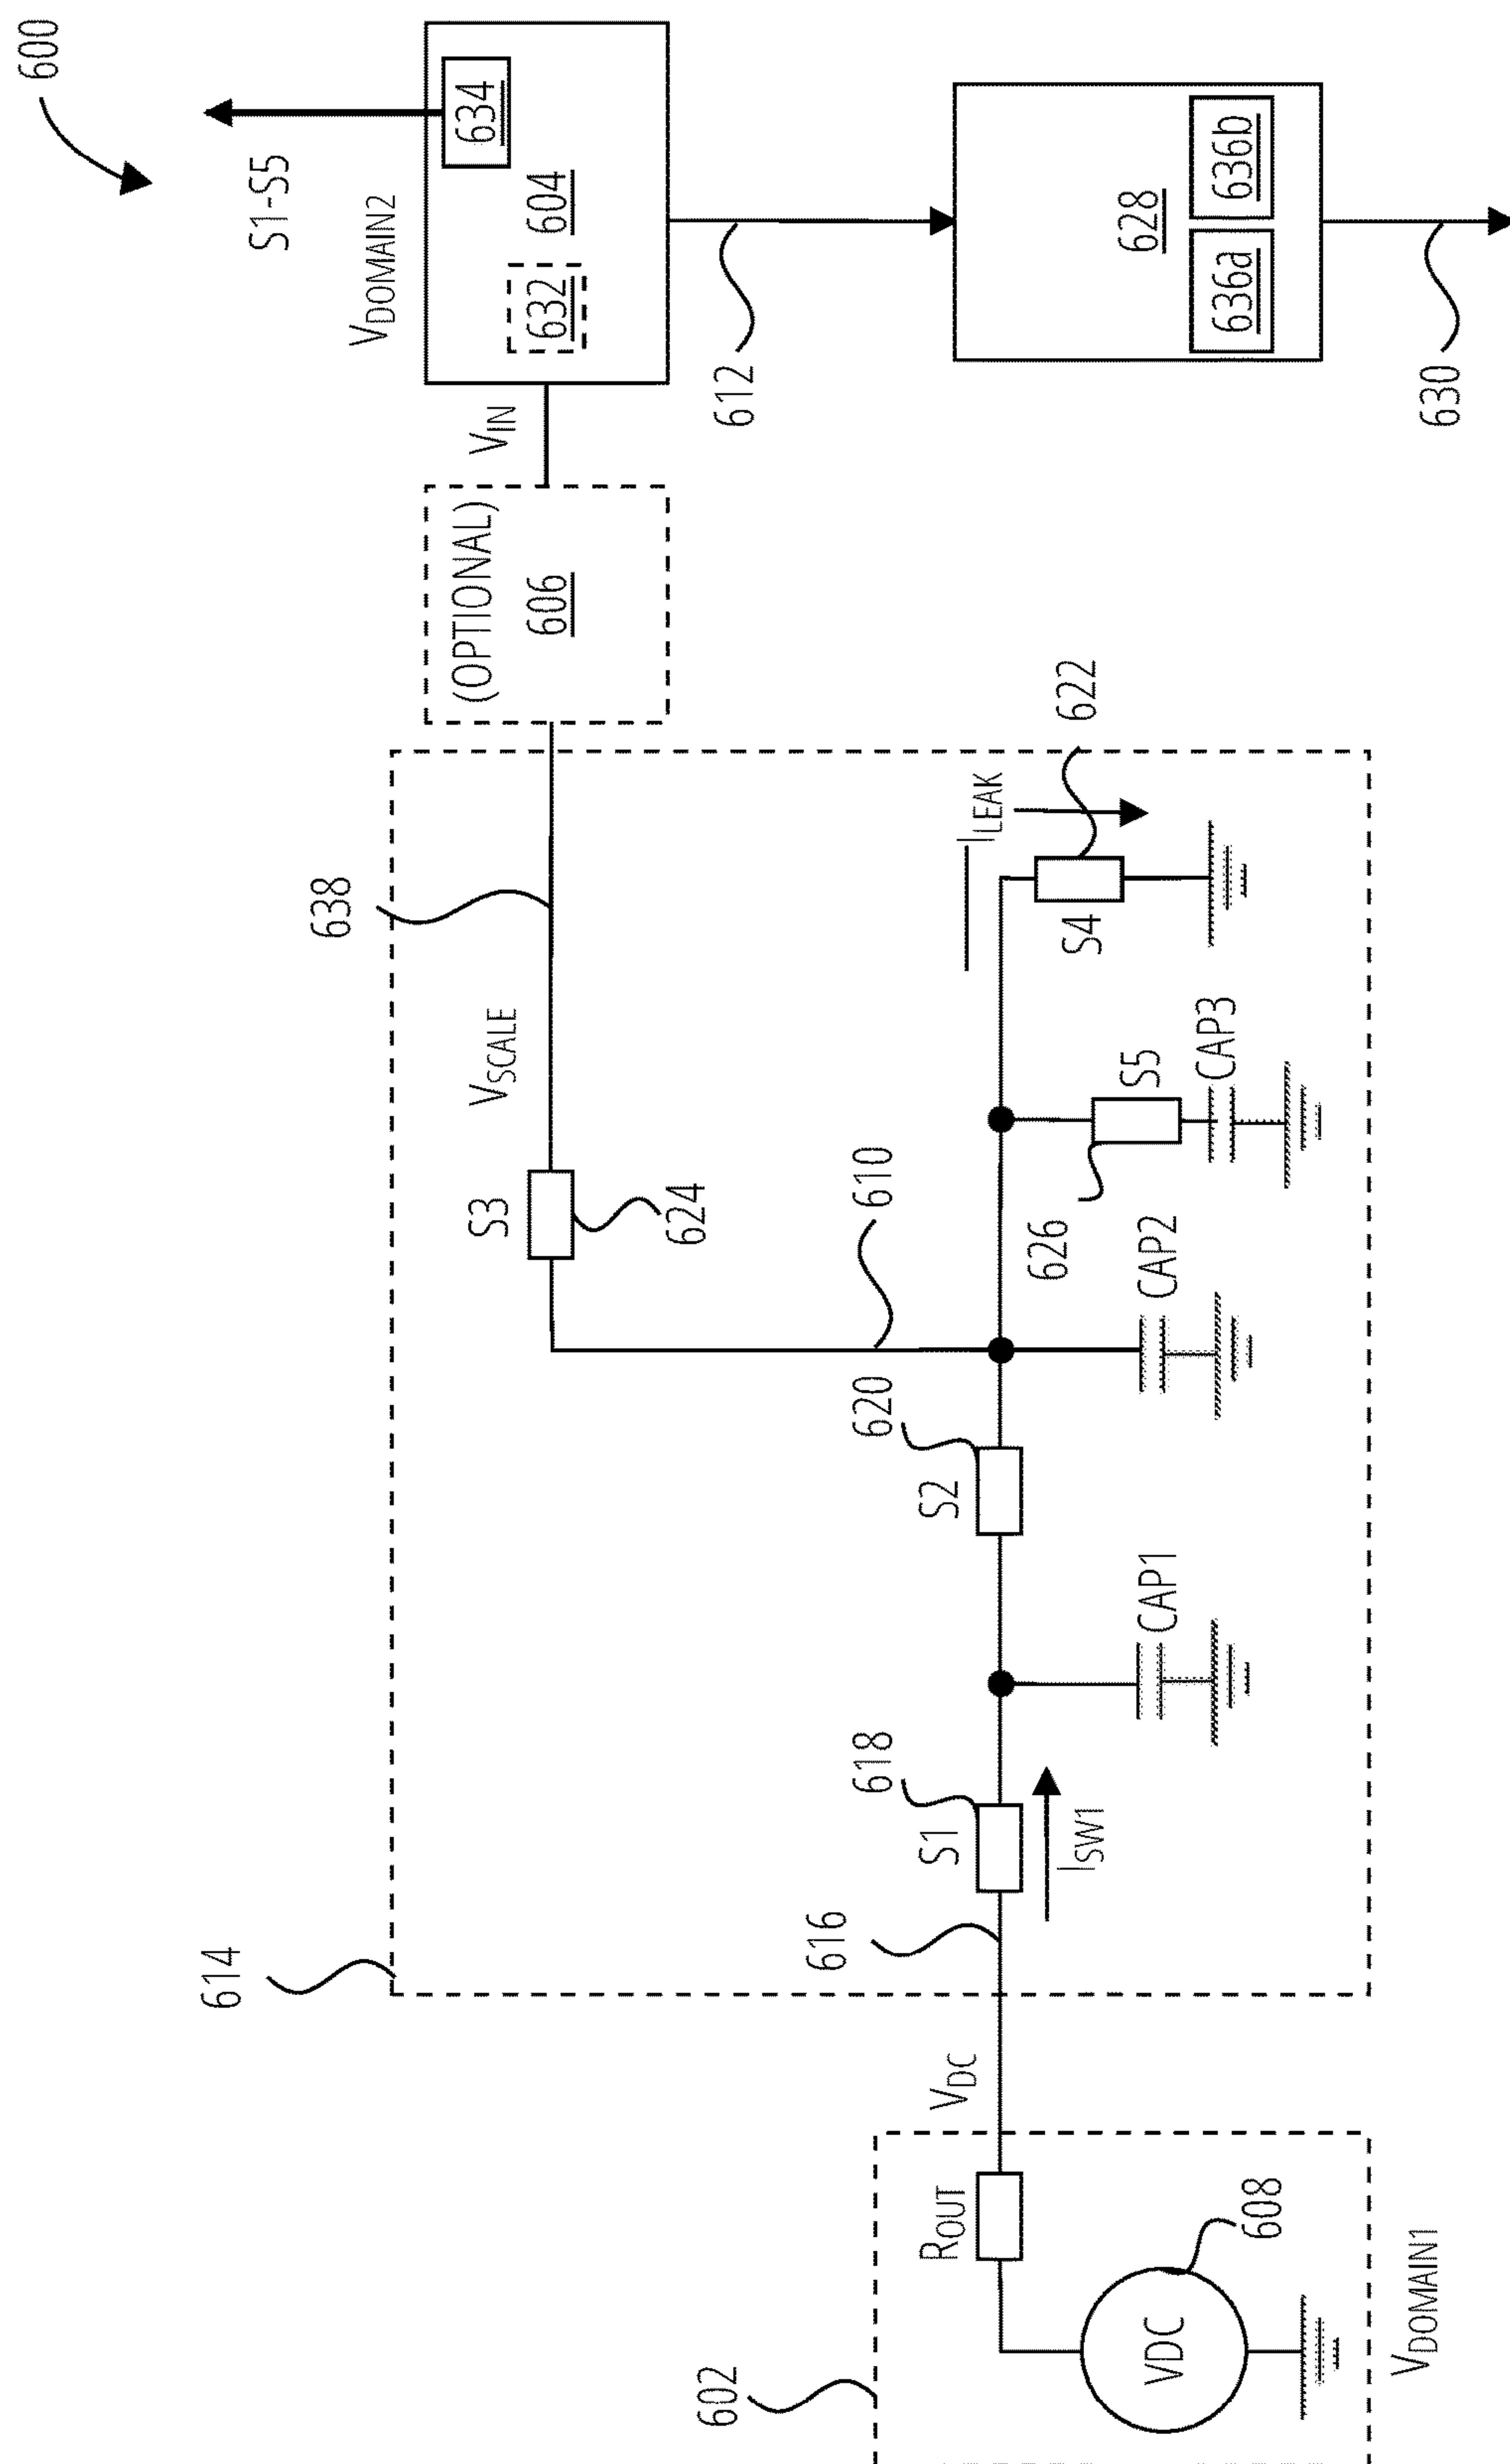 600
S1-S5
VDOMAIN2
634
604
632
VIN
612
628
636a
636b
630
(OPTIONAL)
606
638
VSCALE
S3
624
610
622
ILEAK
S4
S5
CAP3
626
CAP2
620
S2
CAP1
618
S1
ISW1
616
614
VDC
ROUT
602
VDC
608
VDOMAIN1